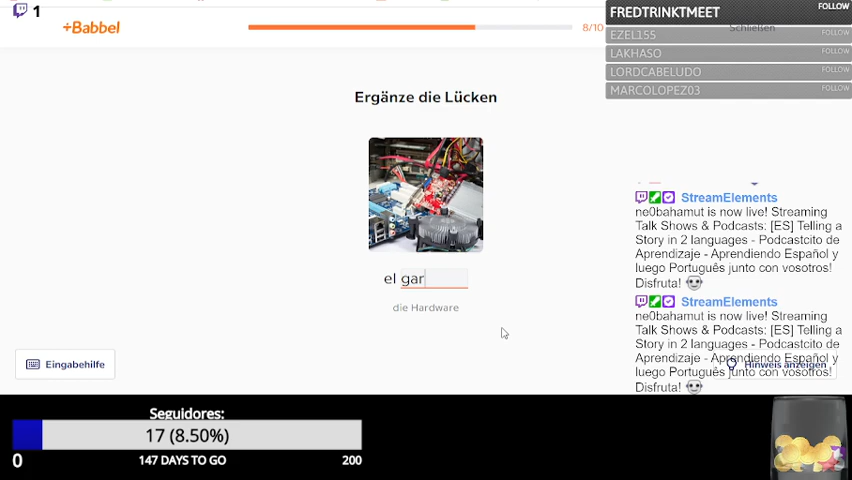 1
FREDTRINKTMEET
FOLLOW
+Babbel
8/10
Schließen
EZEL155
FOLLOW
LAKHASO
FOLLOW
LORDCABELUDO
FOLLOW
MARCOLOPEZ03
FOLLOW
Ergänze die Lücken
el gar
die Hardware
StreamElements
ne0bahamut is now live! Streaming
Talk Shows & Podcasts: [ES] Telling a
Story in 2 languages - Podcastcito de
Aprendizaje - Aprendiendo Español y
luego Português junto con vosotros!
Disfruta!
StreamElements
ne0bahamut is now live! Streaming
Talk Shows & Podcasts: [ES] Telling a
Story in 2 languages - Podcastcito de
Aprendizaje - Aprendiendo Español y
luego Português junto con vosotros!
Disfruta!
Eingabehilfe
Hinweis anzeigen
Seguidores:
17 (8.50%)
0
147 DAYS TO GO
200